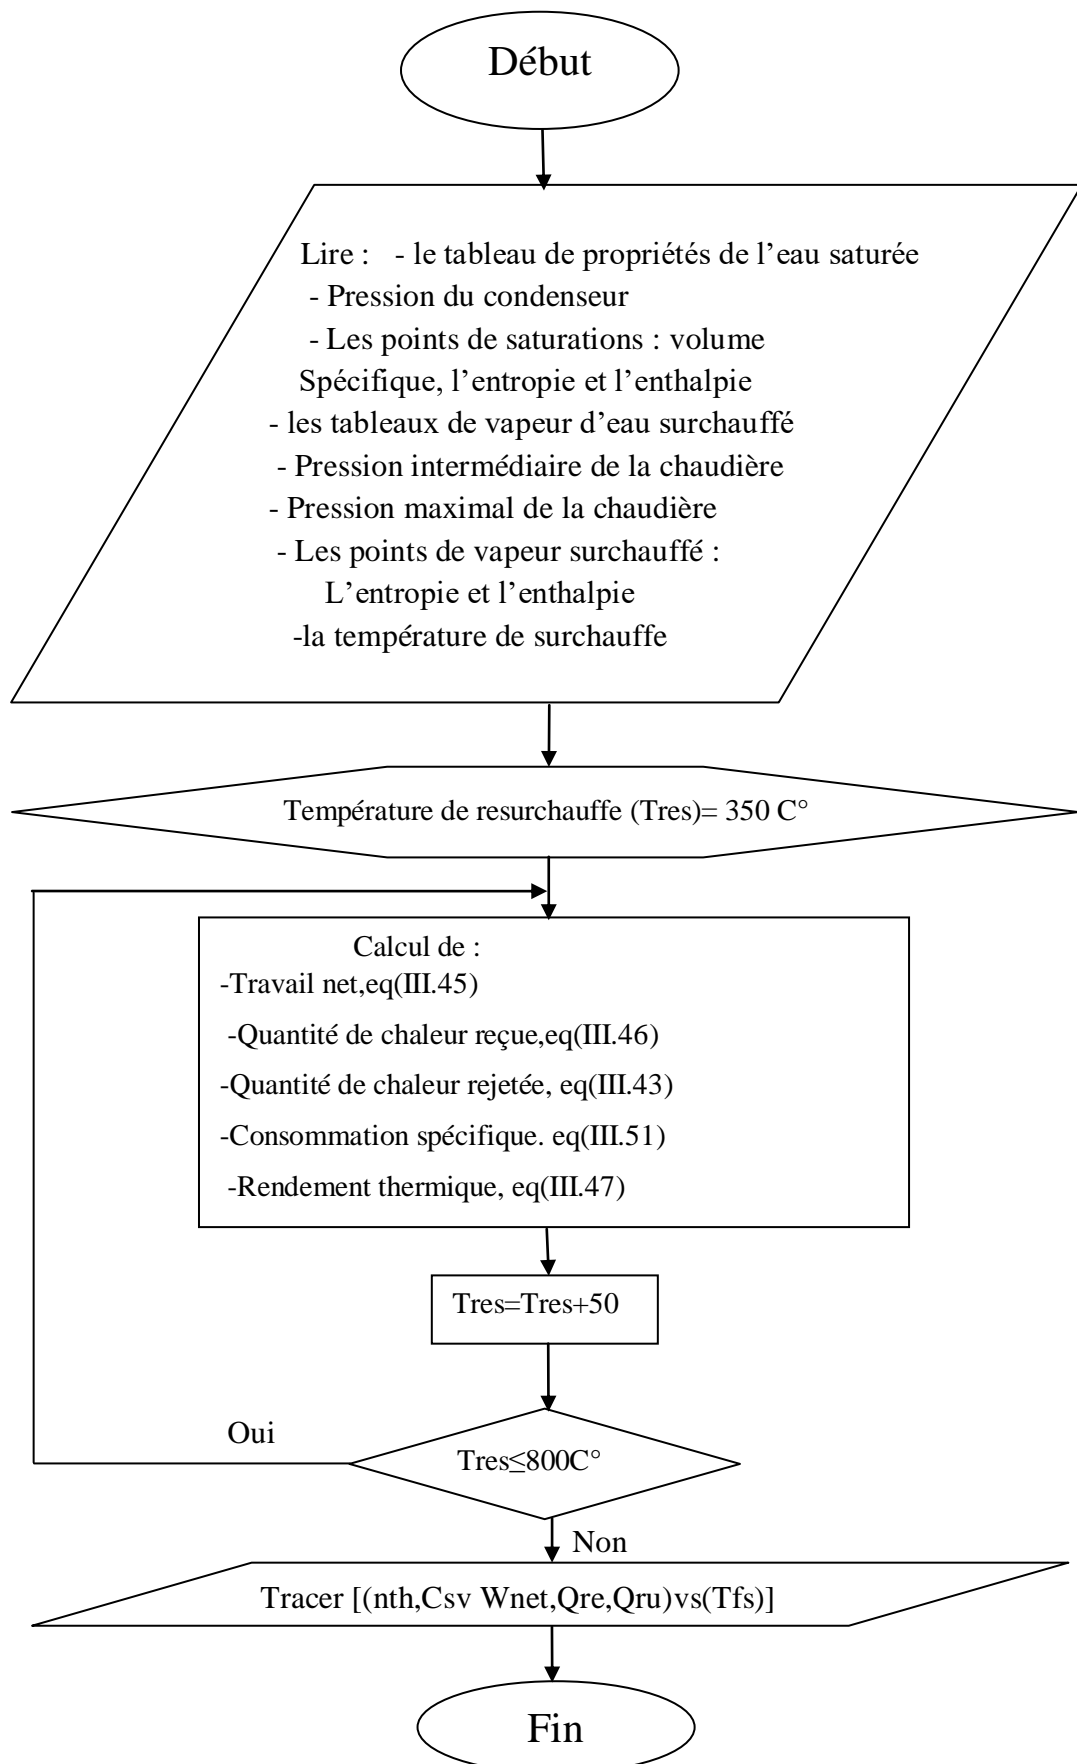 Début
Lire : - le tableau de propriétés de l’eau saturée
- Pression du condenseur
- Les points de saturations : volume
Spécifique, l’entropie et l’enthalpie
- les tableaux de vapeur d’eau surchauffé
- Pression intermédiaire de la chaudière
- Pression maximal de la chaudière
- Les points de vapeur surchauffé :
L’entropie et l’enthalpie
-la température de surchauffe
Température de resurchauffe (Tres)= 350 C°
Calcul de :
-Travail net,eq(III.45)
-Quantité de chaleur reçue,eq(III.46)
-Quantité de chaleur rejetée, eq(III.43)
-Consommation spécifique. eq(III.51)
-Rendement thermique, eq(III.47)
Tres=Tres+50
Oui
Tres≤800C°
Non
Tracer [(nth,Csv Wnet,Qre,Qru)vs(Tfs)]
Fin